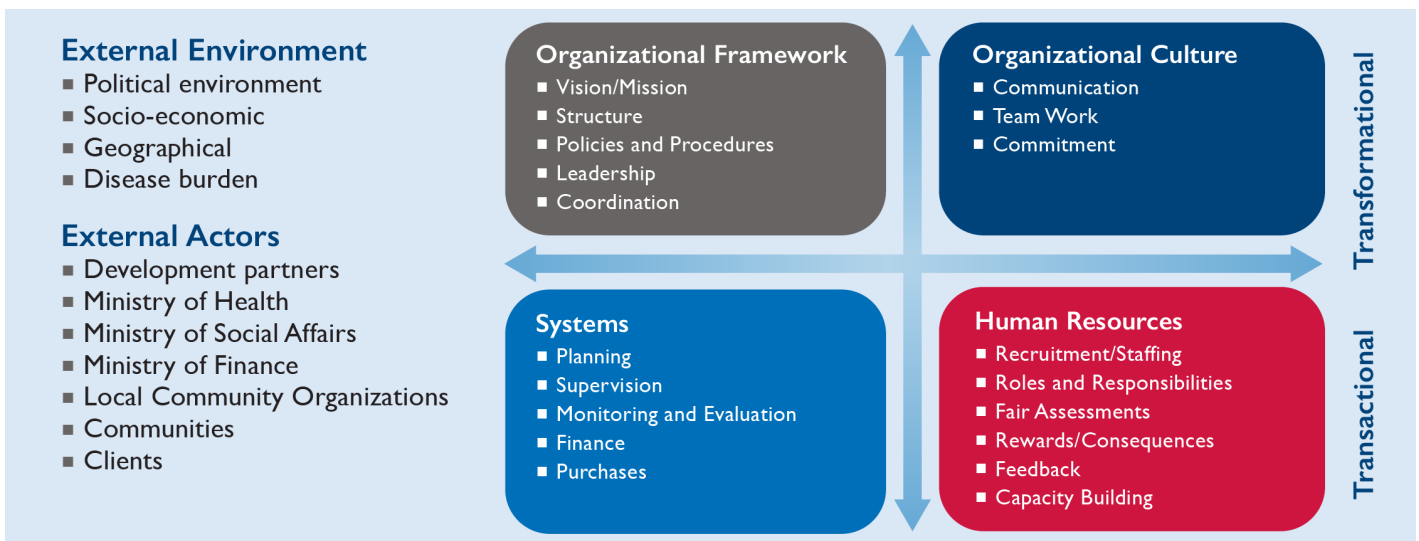 External Environment
Political environment
Socio-economic
Geographical
Disease burden
External Actors
Development partners
Ministry of Health
Ministry of Social Affairs
Ministry of Finance
Local Community Organizations
Communities
Clients
Organizational Framework
Vision/Mission
Structure
Policies and Procedures
Leadership
Coordination
Organizational Culture
Communication
Team Work
Commitment
Transformational
Systems
Planning
Supervision
Monitoring and Evaluation
Finance
Purchases
Human Resources
Recruitment/Staffing
Roles and Responsibilities
Fair Assessments
Rewards/Consequences
Feedback
Capacity Building
Transactional